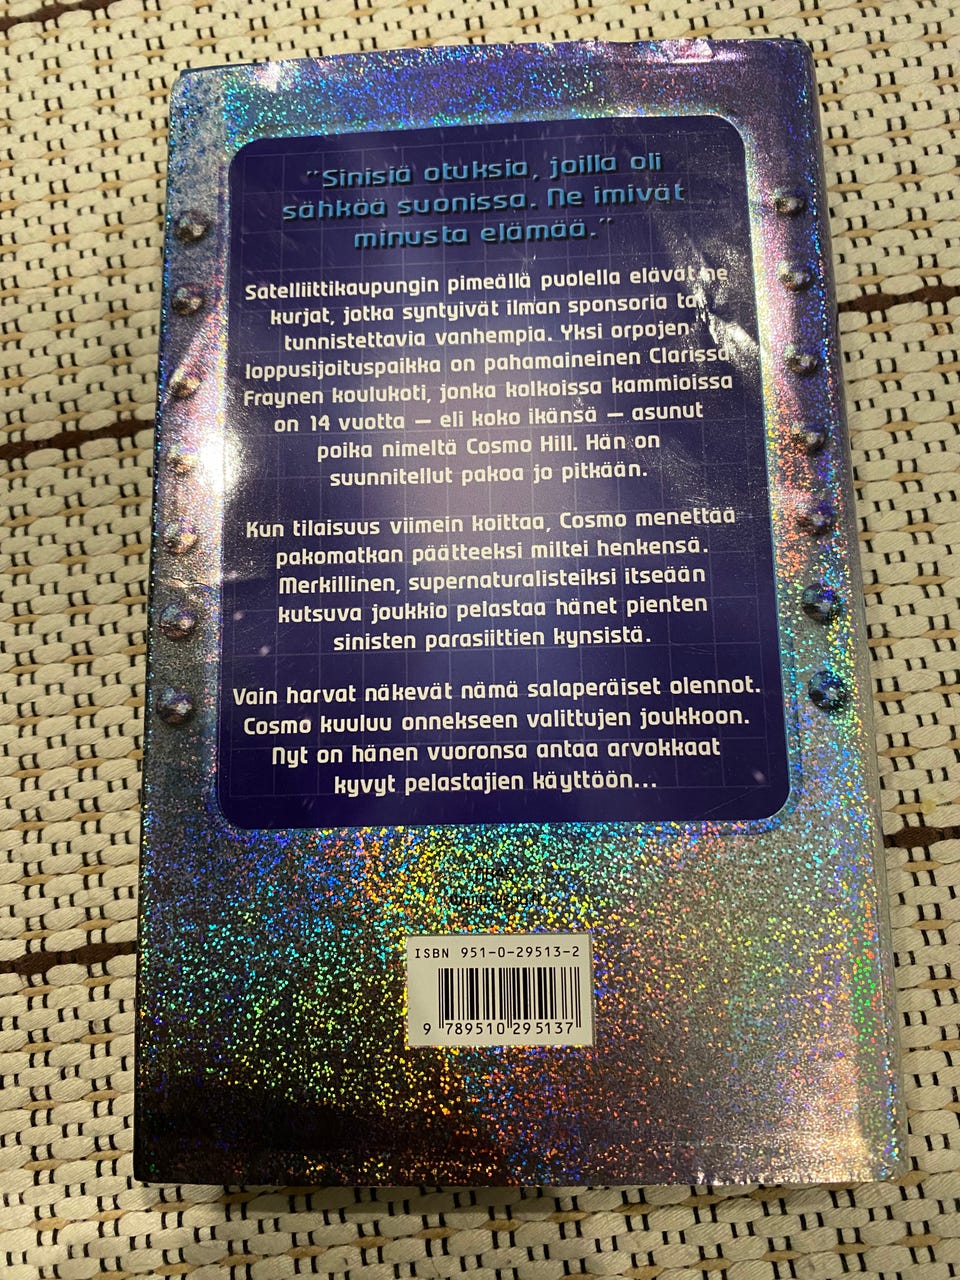 "Sinisiä otuksia, joilla oli
sähköä suonissa. Ne imivät
minusta elämää."
Satelliittikaupungin pimeällä puolella elävät ne
kurjat, jotka syntyivät ilman sponsoria tai
tunnistettavia vanhempia. Yksi orpojen
loppusijoituspaikka on pahamaineinen Clarissa
Fraynen koulukoti, jonka kolkoissa kammioissa
on 14 vuotta — eli koko ikänsä — asunut
poika nimeltä Cosmo Hill. Hän on
suunnitellut pakoa jo pitkään.
Kun tilaisuus viimein koittaa, Cosmo menettää
pakomatkan päätteeksi miltei henkensä.
Merkillinen, supernaturalisteiksi itseään
kutsuva joukkio pelastaa hänet pienten
sinisten parasiittien kynsistä.
Vain harvat näkevät nämä salaperäiset olennot.
Cosmo kuuluu onnekseen valittujen joukkoon.
Nyt on hänen vuoronsa antaa arvokkaat
kyvyt pelastajien käyttöön...
ISBN 951-0-29513-2
9 789510 295137